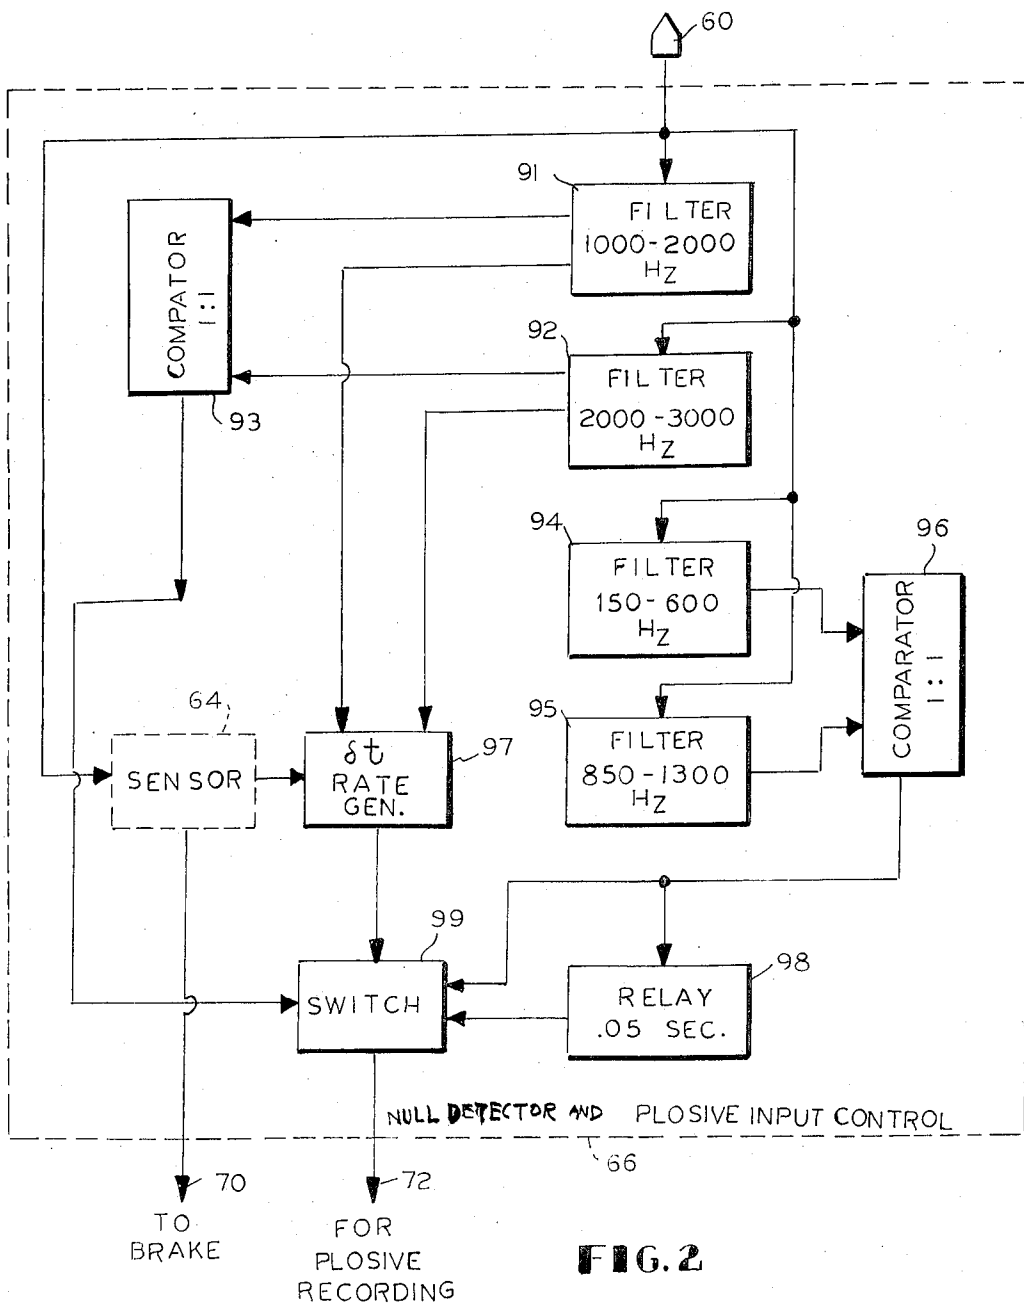 60
91
FILTER
1000-2000
HZ
COMPATOR
1:1
93
92
FILTER
2000-3000
HZ
94
FILTER
150-600
HZ
96
COMPARATOR
1:1
95
FILTER
850-1300
HZ
64
SENSOR
δt
RATE
GEN.
97
99
SWITCH
98
RELAY
.05 SEC.
NULL DETECTOR AND PLOSIVE INPUT CONTROL
66
70
TO
BRAKE
72
FOR
PLOSIVE
RECORDING
FIG. 2